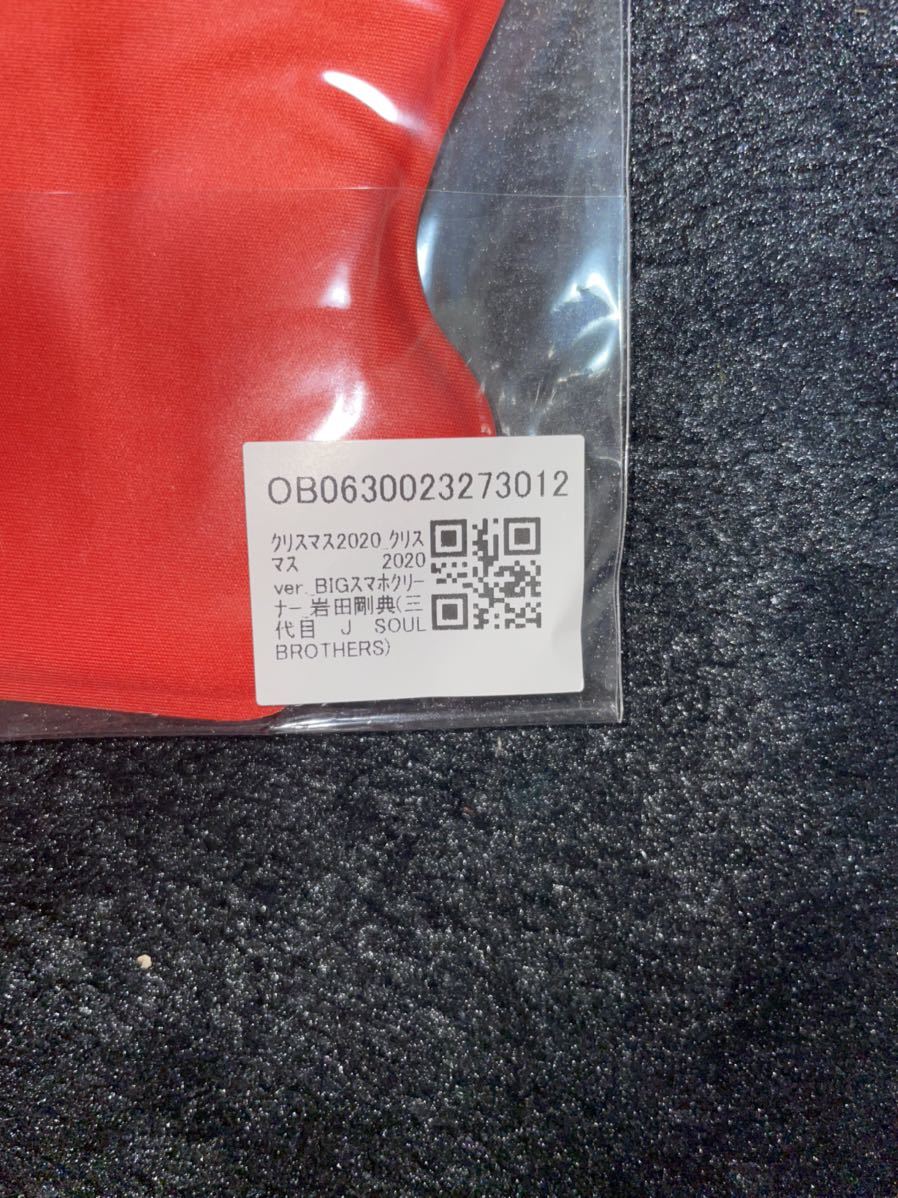 OB0630023273012
ｸﾘｽﾏｽ2020_ｸﾘｽ
ﾏｽ 2020
ver._BIGｽﾏﾎｸﾘｰ
ﾅｰ_岩田剛典(三
代目 J SOUL
BROTHERS)